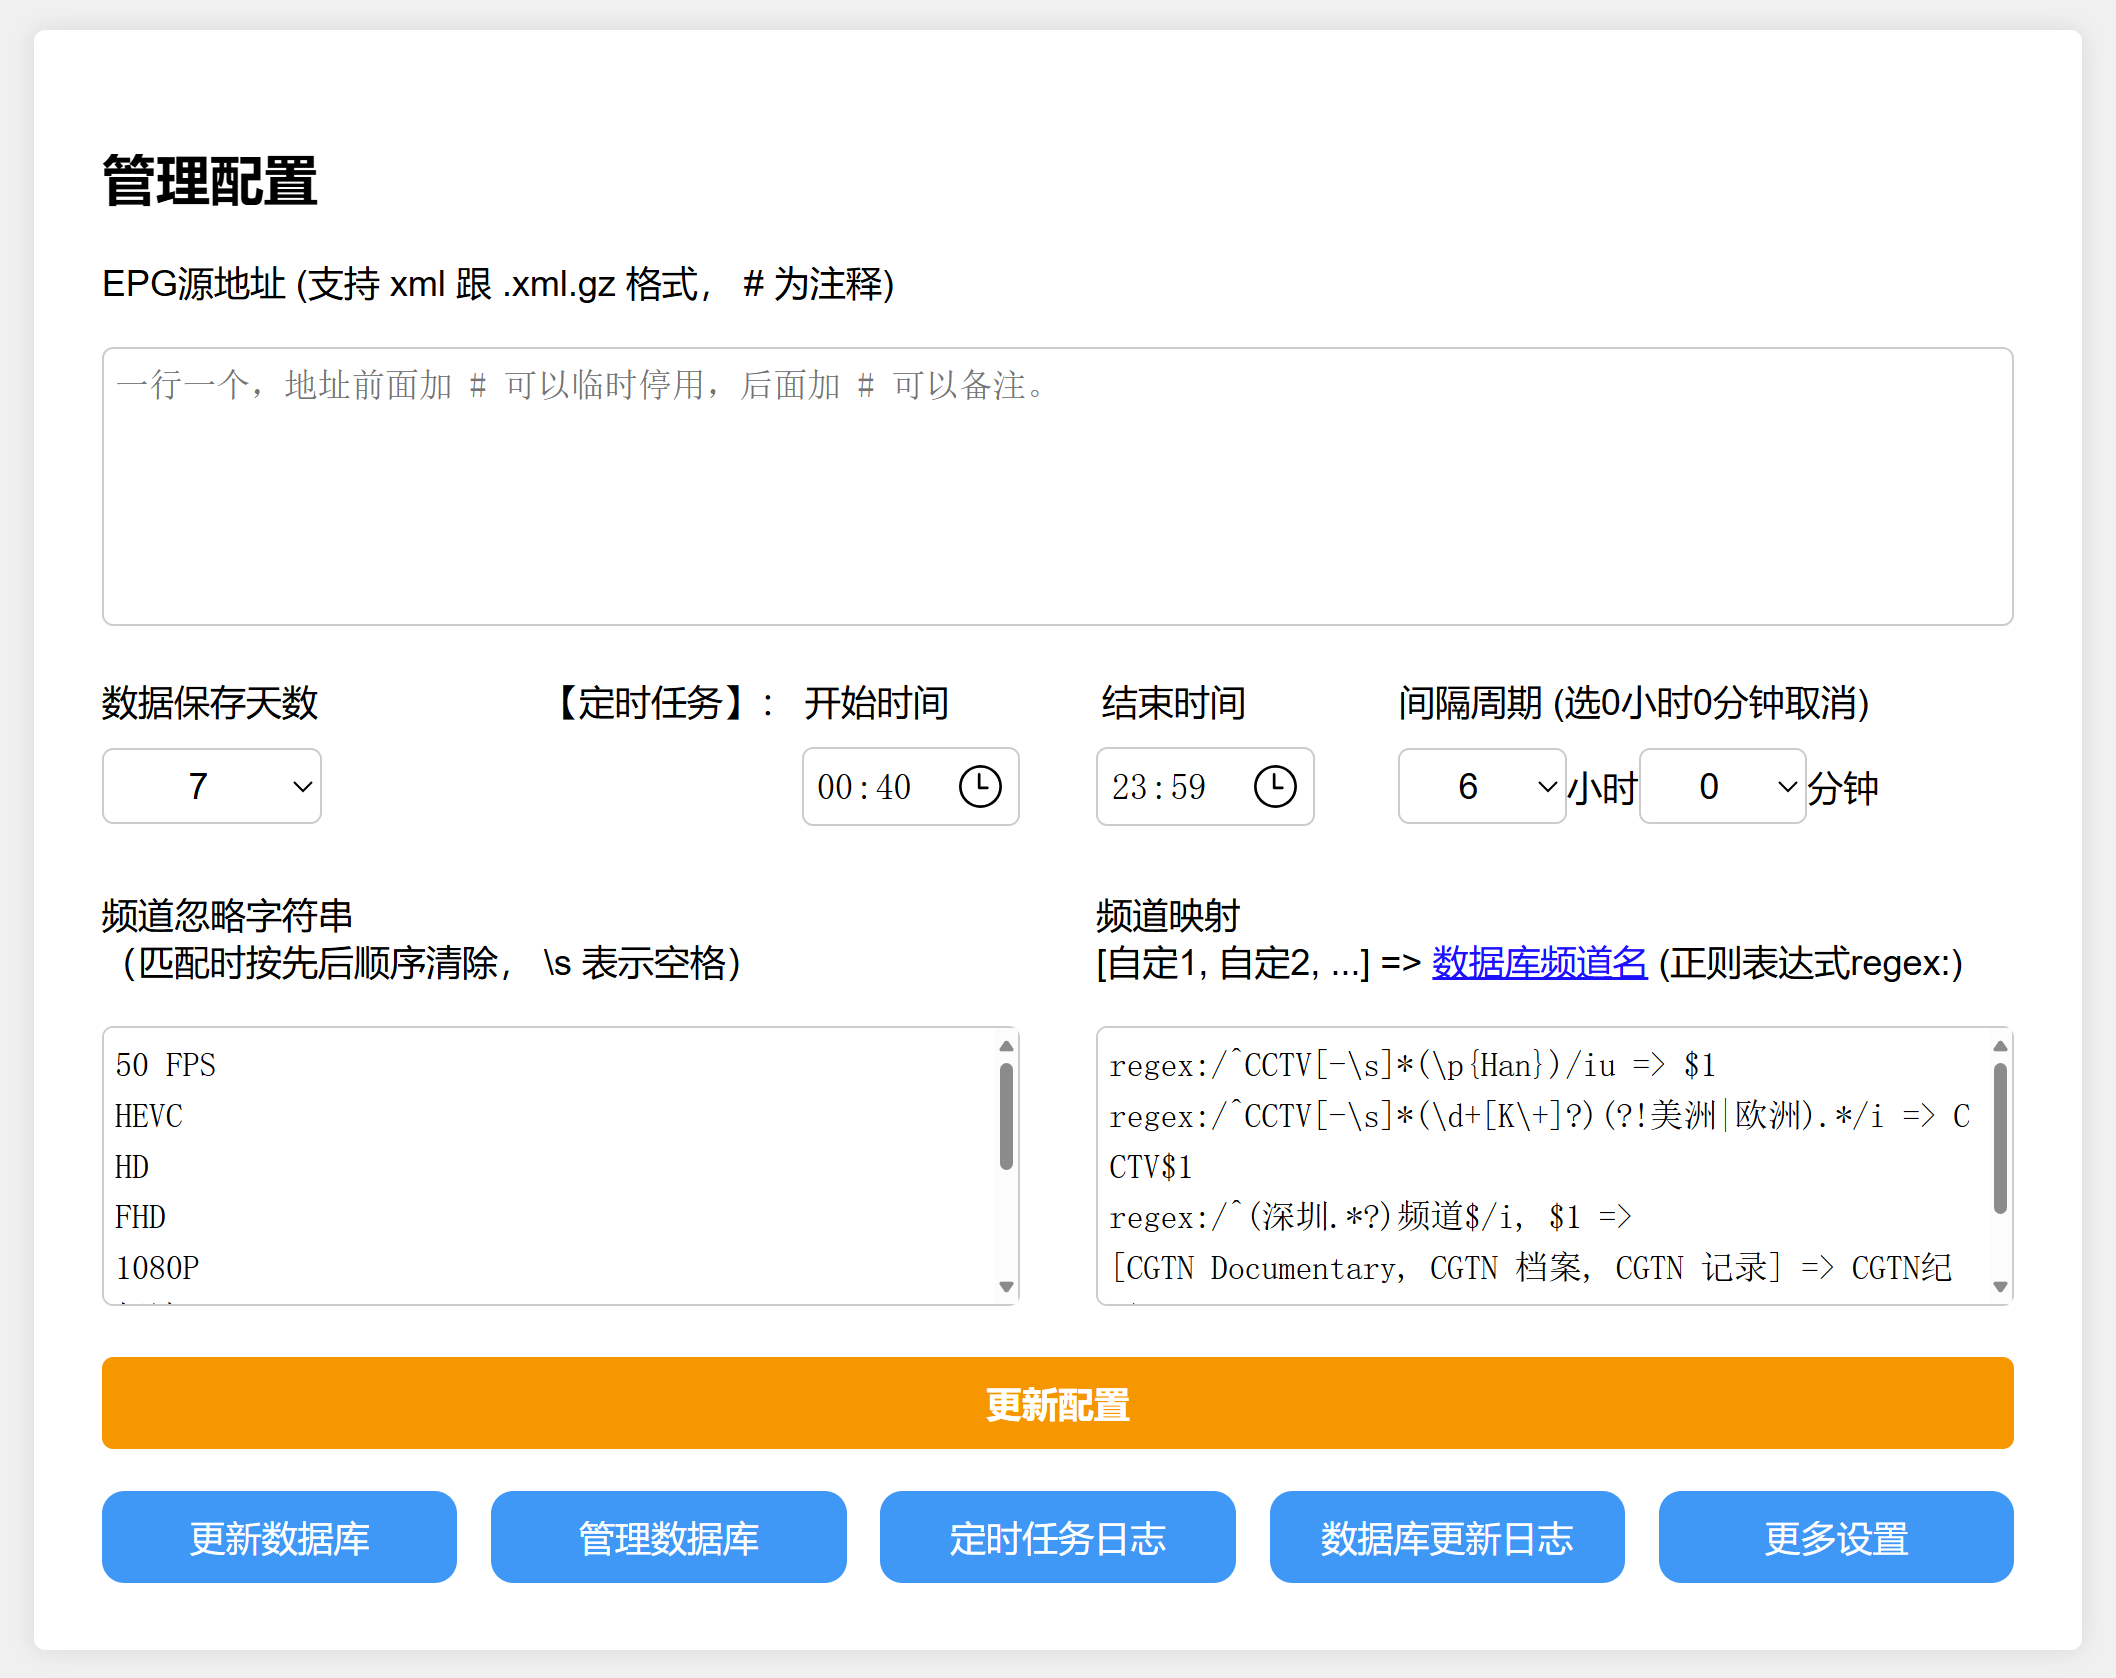 管理配置
EPG源地址 (支持 xml 跟 .xml.gz 格式， # 为注释)
一行一个，地址前面加 # 可以临时停用，后面加 # 可以备注。
数据保存天数 【定时任务】： 开始时间 结束时间 间隔周期 (选0小时0分钟取消)
7 00:40 23:59 6 小时 0 分钟
频道忽略字符串
（匹配时按先后顺序清除， \s 表示空格）
50 FPS
HEVC
HD
FHD
1080P
频道映射
[自定1, 自定2, ...] => 数据库频道名 (正则表达式regex:)
regex:/^CCTV[-\s]*(\p{Han})/iu => $1
regex:/^CCTV[-\s]*(\d+[K\+]?)(?!美洲|欧洲).*/i => C
CTV$1
regex:/^(深圳.*?)频道$/i, $1 =>
[CGTN Documentary, CGTN 档案, CGTN 记录] => CGTN纪
更新配置
更新数据库 管理数据库 定时任务日志 数据库更新日志 更多设置